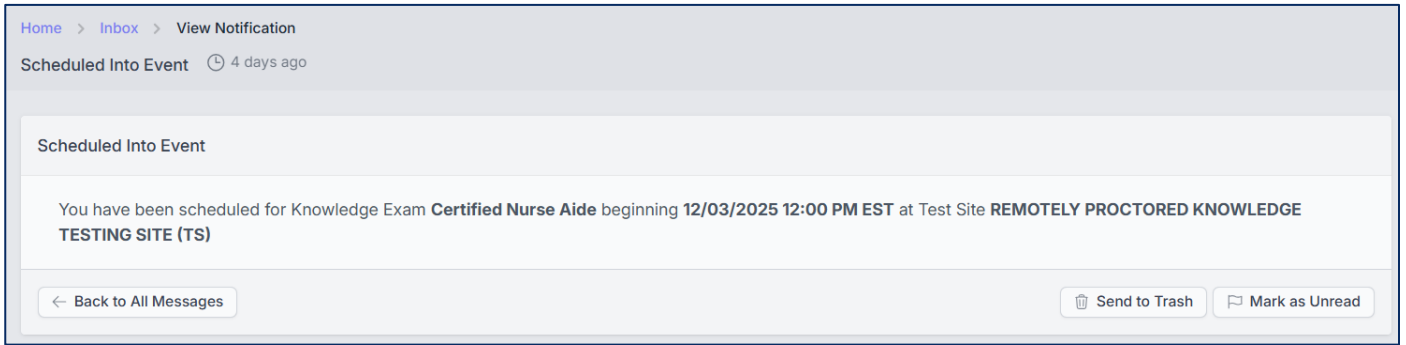 Home > Inbox > View Notification
Scheduled Into Event 4 days ago
Scheduled Into Event
You have been scheduled for Knowledge Exam Certified Nurse Aide beginning 12/03/2025 12:00 PM EST at Test Site REMOTELY PROCTORED KNOWLEDGE
TESTING SITE (TS)
← Back to All Messages Send to Trash Mark as Unread